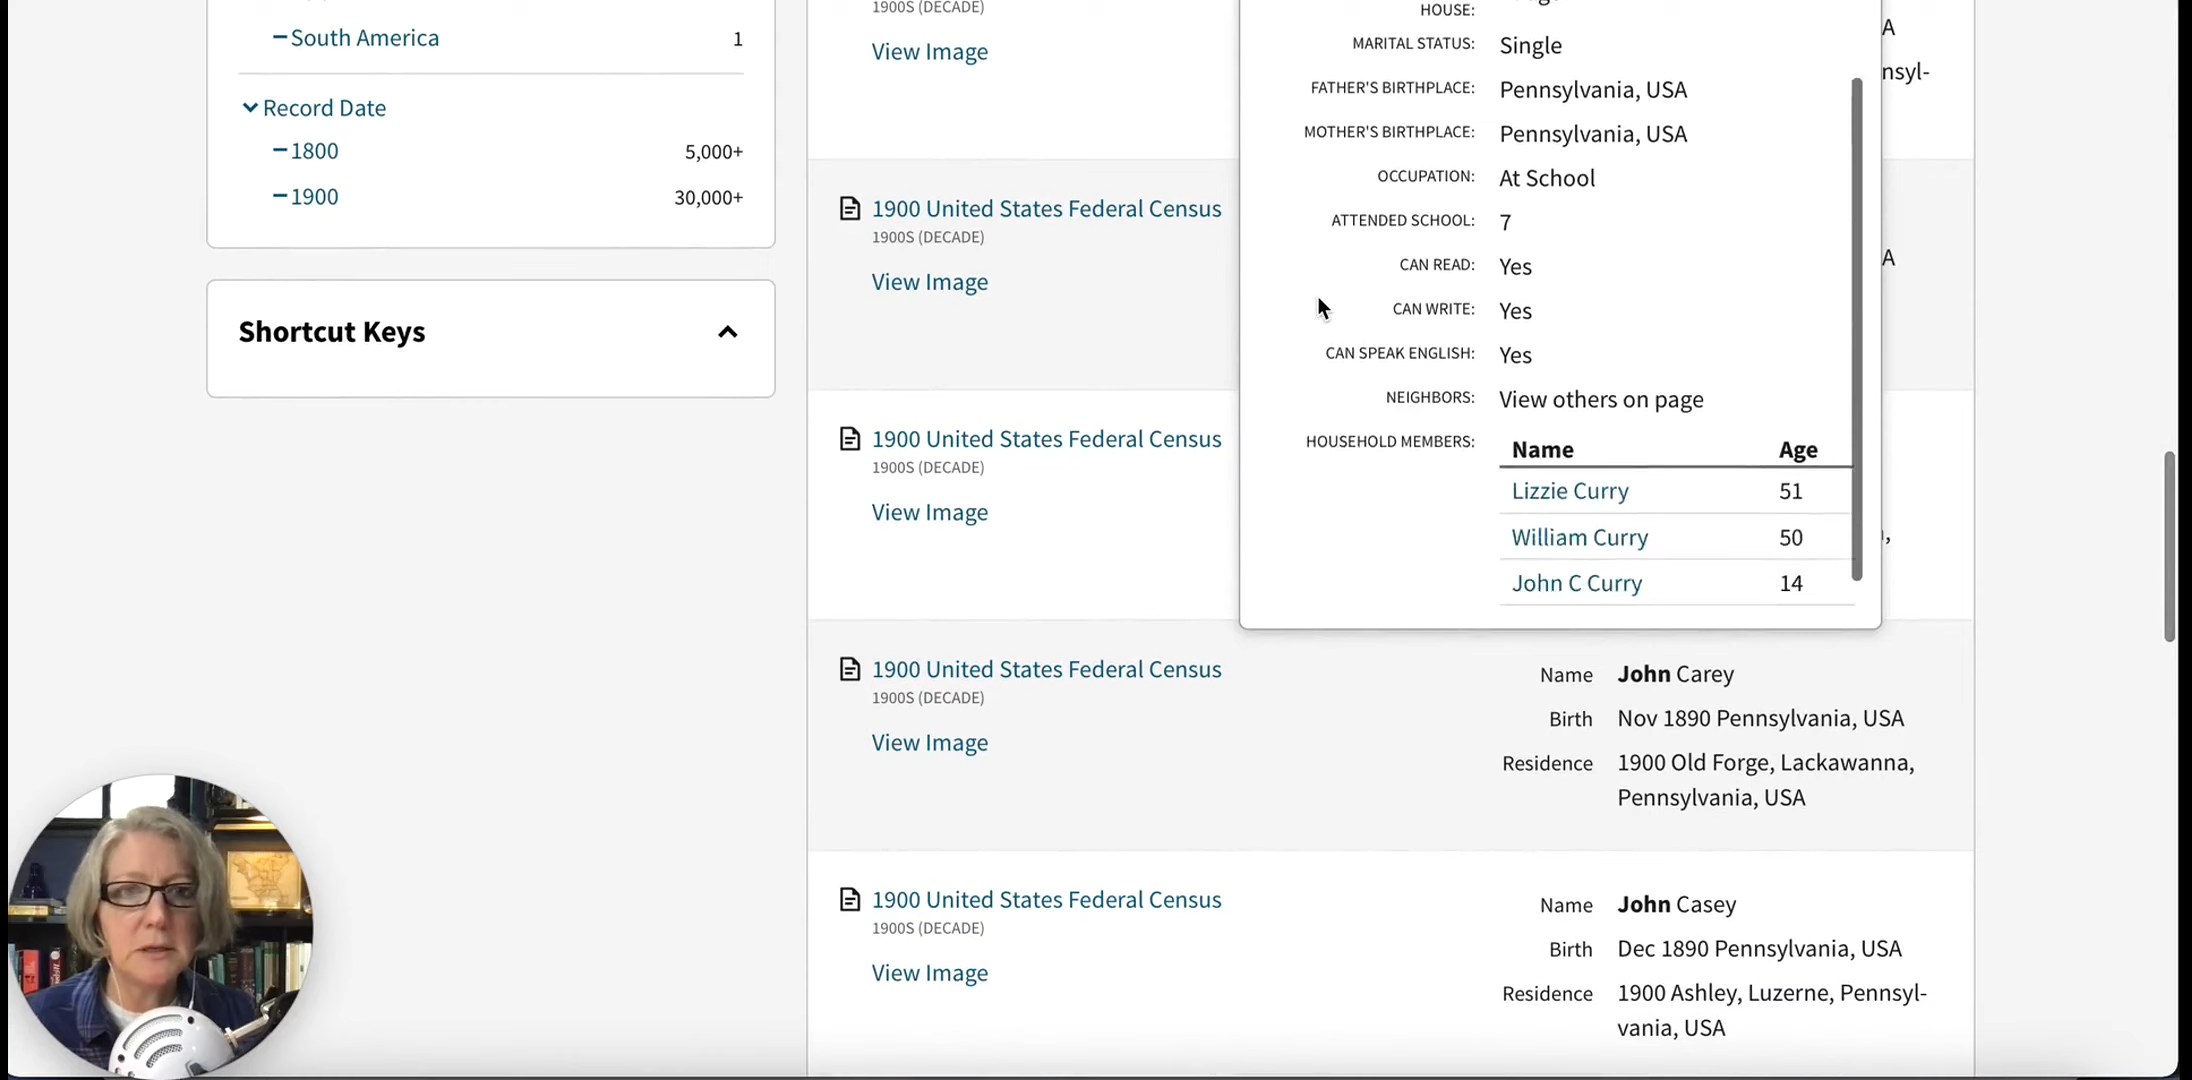 South America 1
Record Date
1800 5,000+
1900 30,000+
Shortcut Keys
1900S (DECADE)
View Image
1900 United States Federal Census
1900S (DECADE)
View Image
1900 United States Federal Census
1900S (DECADE)
View Image
1900 United States Federal Census
1900S (DECADE)
View Image
1900 United States Federal Census
1900S (DECADE)
View Image
HOUSE:
MARITAL STATUS: Single
FATHER'S BIRTHPLACE: Pennsylvania, USA
MOTHER'S BIRTHPLACE: Pennsylvania, USA
OCCUPATION: At School
ATTENDED SCHOOL: 7
CAN READ: Yes
CAN WRITE: Yes
CAN SPEAK ENGLISH: Yes
NEIGHBORS: View others on page
HOUSEHOLD MEMBERS: Name Age
Lizzie Curry 51
William Curry 50
John C Curry 14
A
nsyl-
A
Name John Carey
Birth Nov 1890 Pennsylvania, USA
Residence 1900 Old Forge, Lackawanna,
Pennsylvania, USA
Name John Casey
Birth Dec 1890 Pennsylvania, USA
Residence 1900 Ashley, Luzerne, Pennsyl-
vania, USA